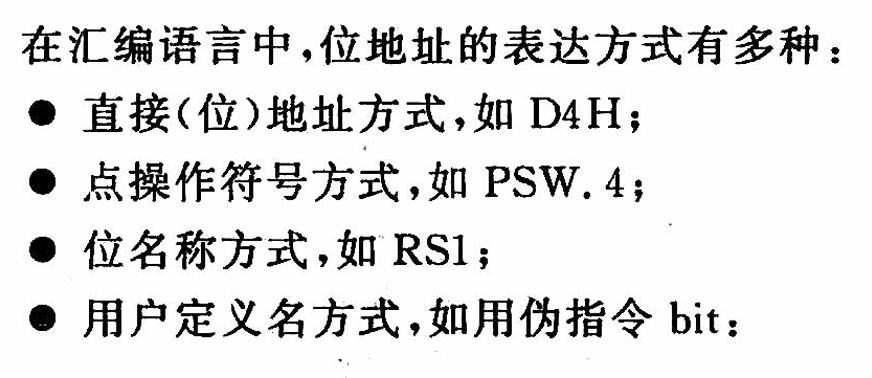 在汇编语言中,位地址的表达方式有多种:
● 直接(位)地址方式,如 D4H;
● 点操作符号方式,如 PSW. 4;
● 位名称方式,如 RS1;
● 用户定义名方式,如用伪指令 bit: